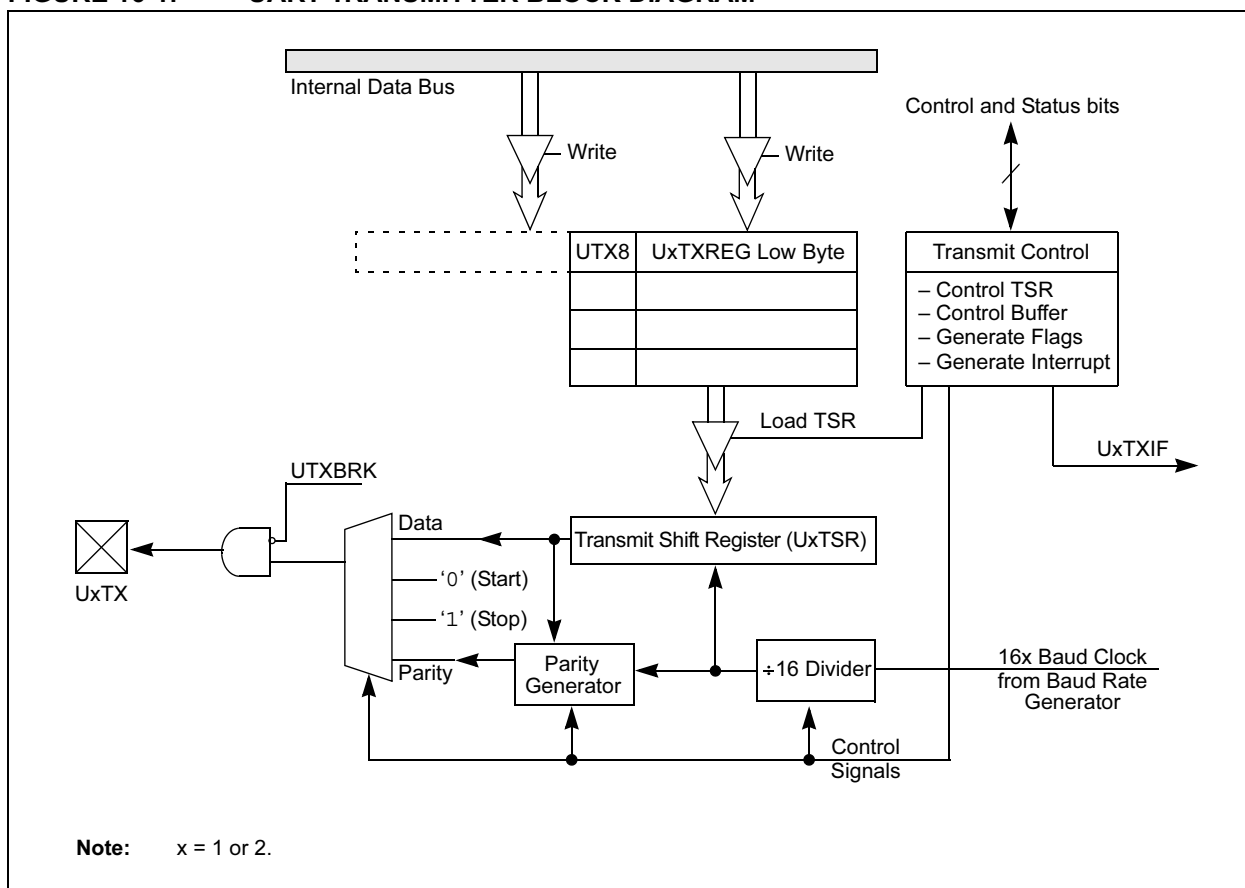 Internal Data Bus
Control and Status bits
Write
Write
UTX8
UxTXREG Low Byte
Transmit Control
– Control TSR
– Control Buffer
– Generate Flags
– Generate Interrupt
Load TSR
UxTXIF
UTXBRK
Data
Transmit Shift Register (UxTSR)
UxTX
‘0’ (Start)
‘1’ (Stop)
Parity
Parity
Generator
÷16 Divider
16x Baud Clock
from Baud Rate
Generator
Control
Signals
Note: x = 1 or 2.